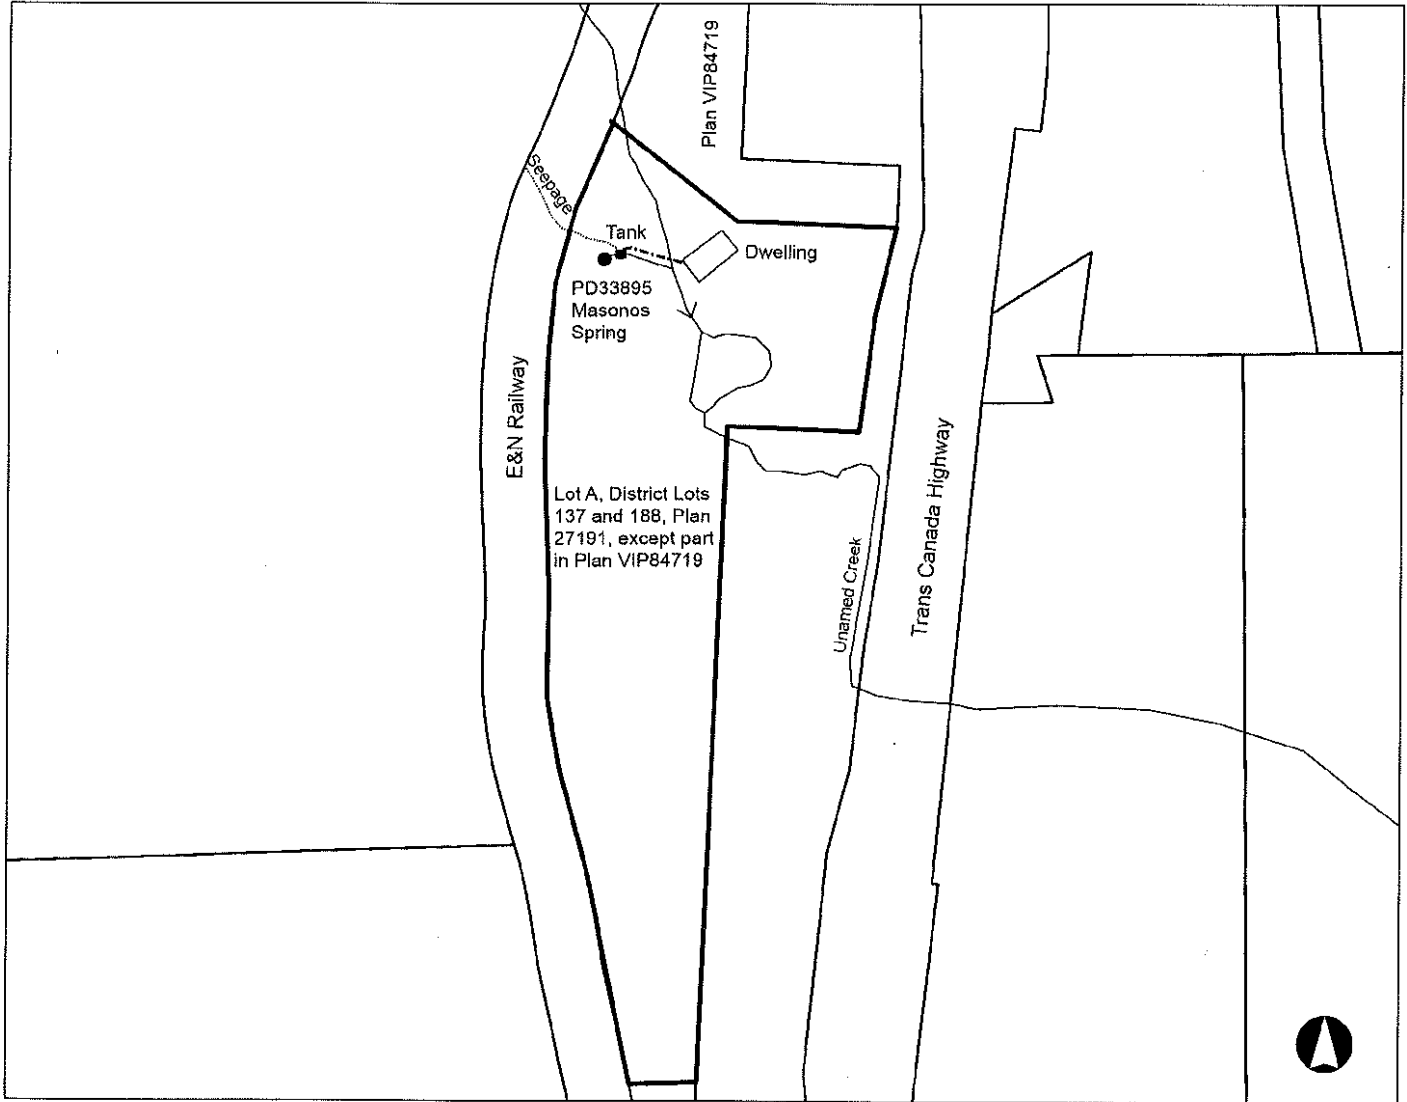 Plan VIP84719
Seepage
Tank
Dwelling
PD33895
Masonos
Spring
E&N Railway
Lot A, District Lots
137 and 188, Plan
27191, except part
in Plan VIP84719
Trans Canada Highway
Unamed Creek